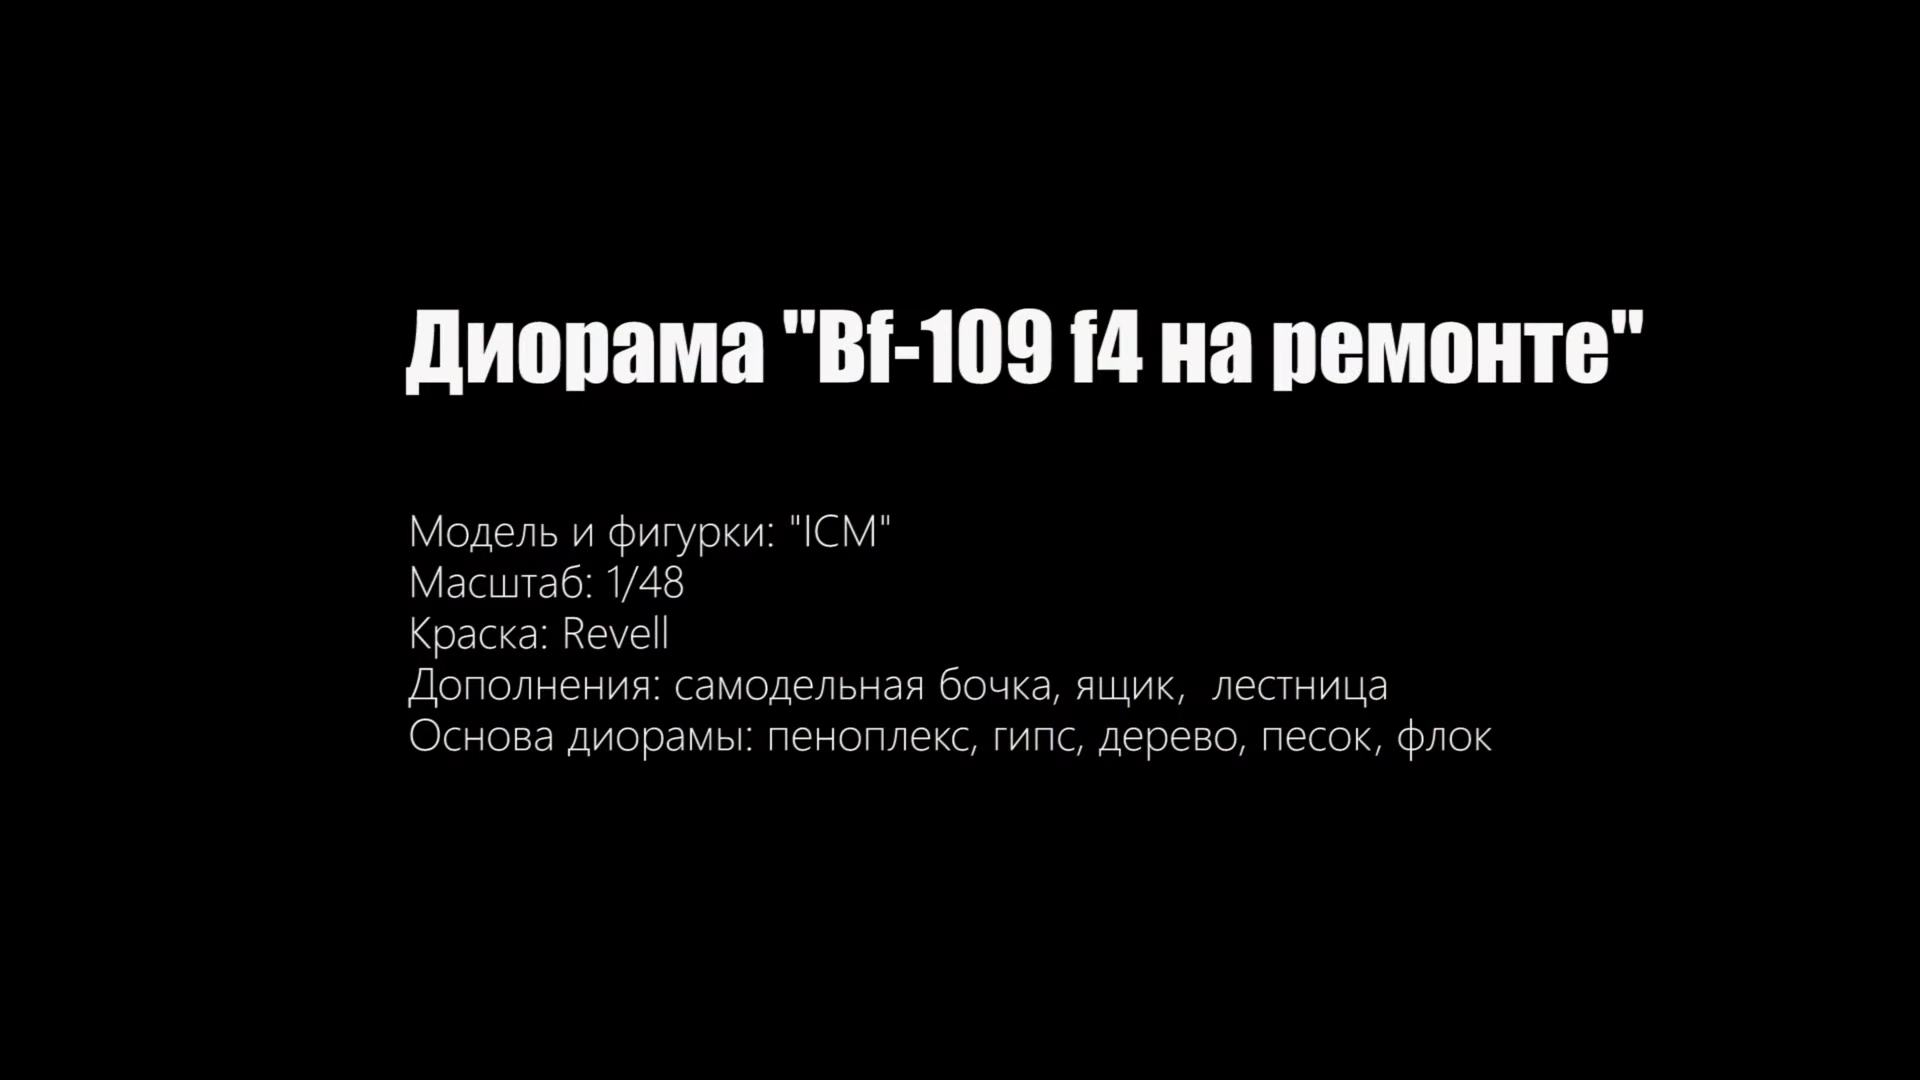 Диорама "Bf-109 f4 на ремонте"
Модель и фигурки: "ICM"
Масштаб: 1/48
Краска: Revell
Дополнения: самодельная бочка, ящик,  лестница
Основа диорамы: пеноплекс, гипс, дерево, песок, флок